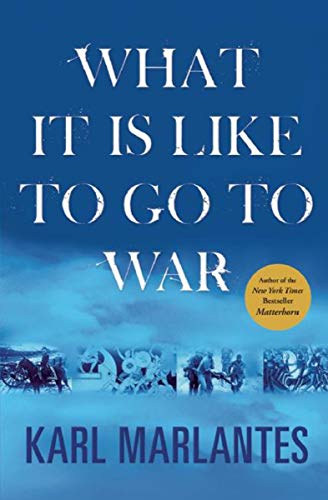 WHAT
IT IS LIKE
TO GO TO
WAR
Author of the
New York Times
Bestseller
Matterhorn
KARL MARLANTES